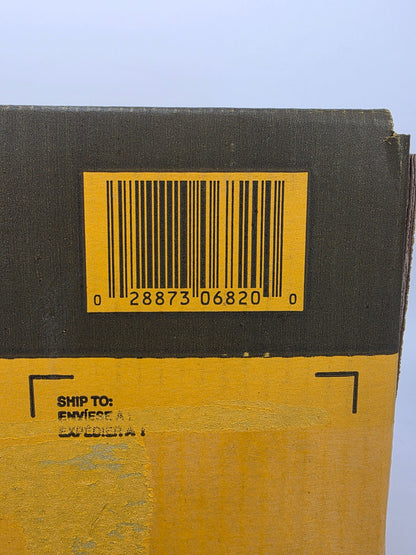 0 28873 06820 0
SHIP TO:
ENVÍESE A
EXPÉDIER À